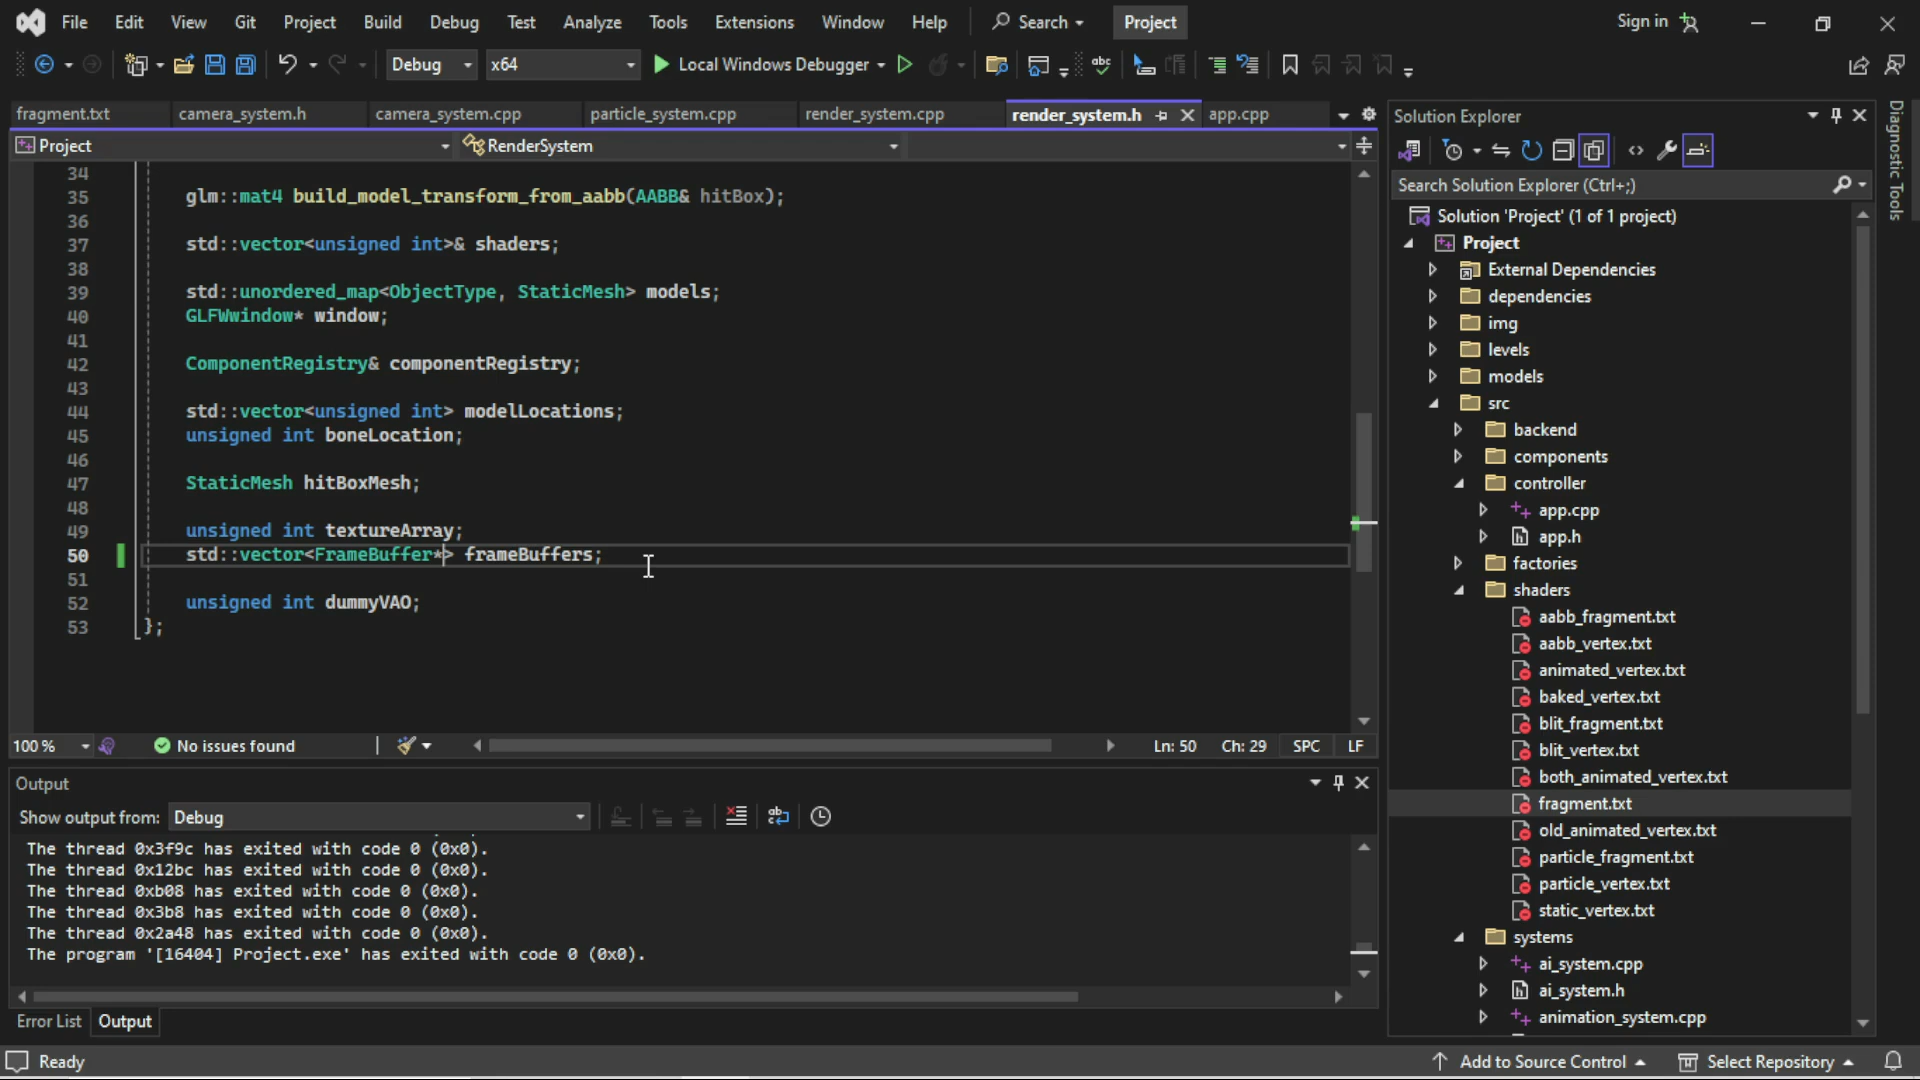 File Edit View Git Project Build Debug Test Analyze Tools Extensions Window Help Search Project Sign in
Debug x64 Local Windows Debugger
fragment.txt camera_system.h camera_system.cpp particle_system.cpp render_system.cpp render_system.h app.cpp
Project RenderSystem
34
35 glm::mat4 build_model_transform_from_aabb(AABB& hitBox);
36
37 std::vector<unsigned int>& shaders;
38
39 std::unordered_map<ObjectType, StaticMesh> models;
40 GLFWwindow* window;
41
42 ComponentRegistry& componentRegistry;
43
44 std::vector<unsigned int> modelLocations;
45 unsigned int boneLocation;
46
47 StaticMesh hitBoxMesh;
48
49 unsigned int textureArray;
50 std::vector<FrameBuffer*> frameBuffers;
51
52 unsigned int dummyVAO;
53 };
100 % No issues found Ln: 50 Ch: 29 SPC LF
Output
Show output from: Debug
The thread 0x3f9c has exited with code 0 (0x0).
The thread 0x12bc has exited with code 0 (0x0).
The thread 0xb08 has exited with code 0 (0x0).
The thread 0x3b8 has exited with code 0 (0x0).
The thread 0x2a48 has exited with code 0 (0x0).
The program '[16404] Project.exe' has exited with code 0 (0x0).
Error List Output
Solution Explorer
Search Solution Explorer (Ctrl+;)
Solution 'Project' (1 of 1 project)
Project
External Dependencies
dependencies
img
levels
models
src
backend
components
controller
app.cpp
app.h
factories
shaders
aabb_fragment.txt
aabb_vertex.txt
animated_vertex.txt
baked_vertex.txt
blit_fragment.txt
blit_vertex.txt
both_animated_vertex.txt
fragment.txt
old_animated_vertex.txt
particle_fragment.txt
particle_vertex.txt
static_vertex.txt
systems
ai_system.cpp
ai_system.h
animation_system.cpp
Diagnostic Tools
Ready Add to Source Control Select Repository